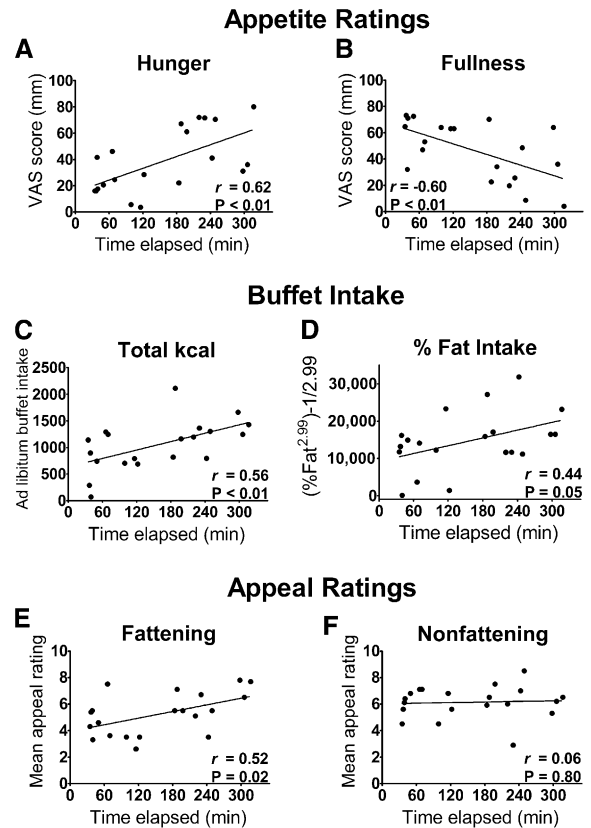 Appetite Ratings
A
Hunger
VAS score (mm)
100
80
60
40
20
0
0 60 120 180 240 300
Time elapsed (min)
r = 0.62
P < 0.01
B
Fullness
VAS score (mm)
100
80
60
40
20
0
0 60 120 180 240 300
Time elapsed (min)
r = -0.60
P < 0.01
Buffet Intake
C
Total kcal
Ad libitum buffet intake
2500
2000
1500
1000
500
0
0 60 120 180 240 300
Time elapsed (min)
r = 0.56
P < 0.01
D
% Fat Intake
(%Fat^2.99)-1/2.99
30,000
20,000
10,000
0
0 60 120 180 240 300
Time elapsed (min)
r = 0.44
P = 0.05
Appeal Ratings
E
Fattening
Mean appeal rating
10
8
6
4
2
0
0 60 120 180 240 300
Time elapsed (min)
r = 0.52
P = 0.02
F
Nonfattening
Mean appeal rating
10
8
6
4
2
0
0 60 120 180 240 300
Time elapsed (min)
r = 0.06
P = 0.80